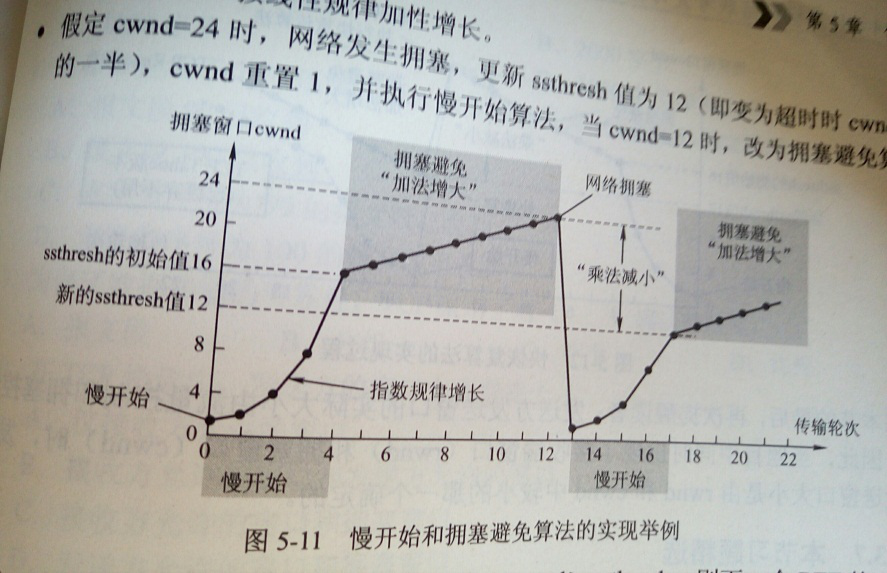 线性规律加性增长。
第5章
• 假定 cwnd=24 时，网络发生拥塞，更新 ssthresh 值为 12（即变为超时时 cwn
的一半），cwnd 重置 1，并执行慢开始算法，当 cwnd=12 时，改为拥塞避免
拥塞窗口cwnd
拥塞避免
“加法增大”
网络拥塞
24
20
拥塞避免
“加法增大”
ssthresh的初始值16
“乘法减小”
新的ssthresh值12
8
4
指数规律增长
慢开始
传输轮次
0 2 4 6 8 10 12 14 16 18 20 22
慢开始
慢开始
图 5-11 慢开始和拥塞避免算法的实现举例